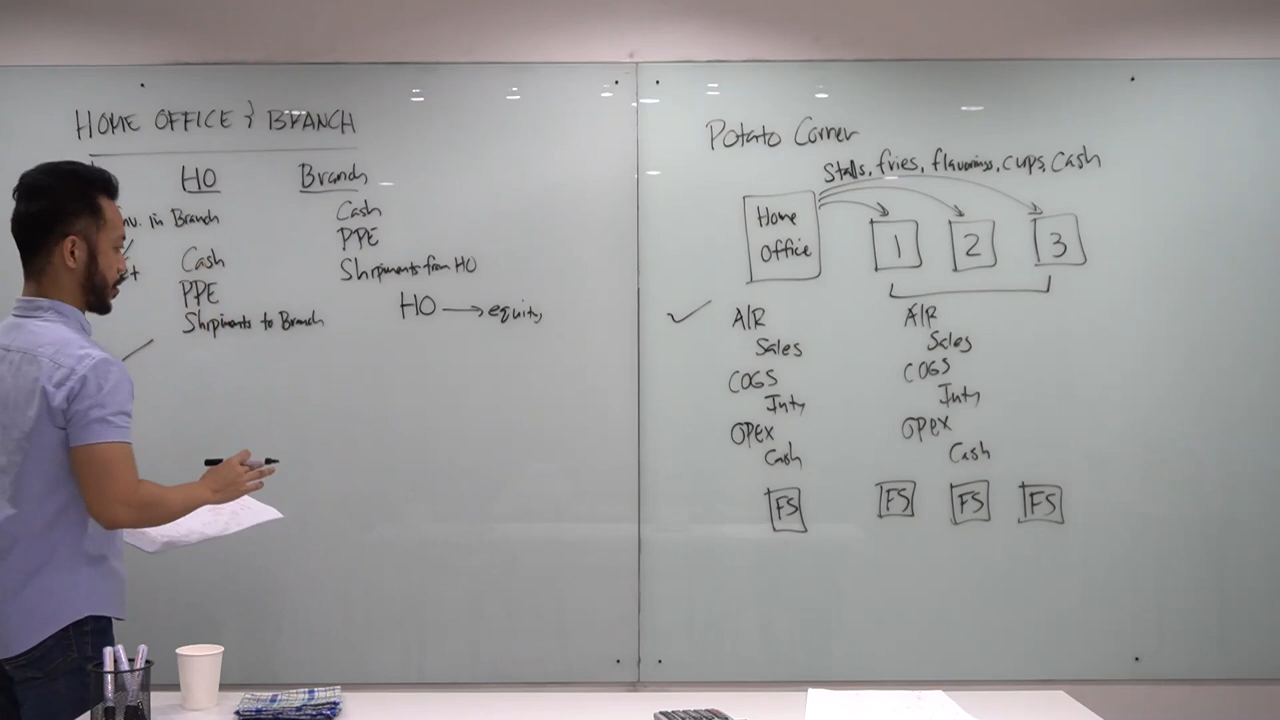 HOME OFICE & BRANCH
HO
in Branch
Cash
PPE
Shipments to Branch
Branch
Cash
PPE
Shipments from HO
HO → equity
Potato Corner
Stalls, fries, flavorings, cups, Cash
Home
Office
1
2
3
A/R
Sales
COGS
Inty
OPEX
Cash
FS
A/R
Sales
COGS
Inty
OPEX
Cash
FS
FS
FS